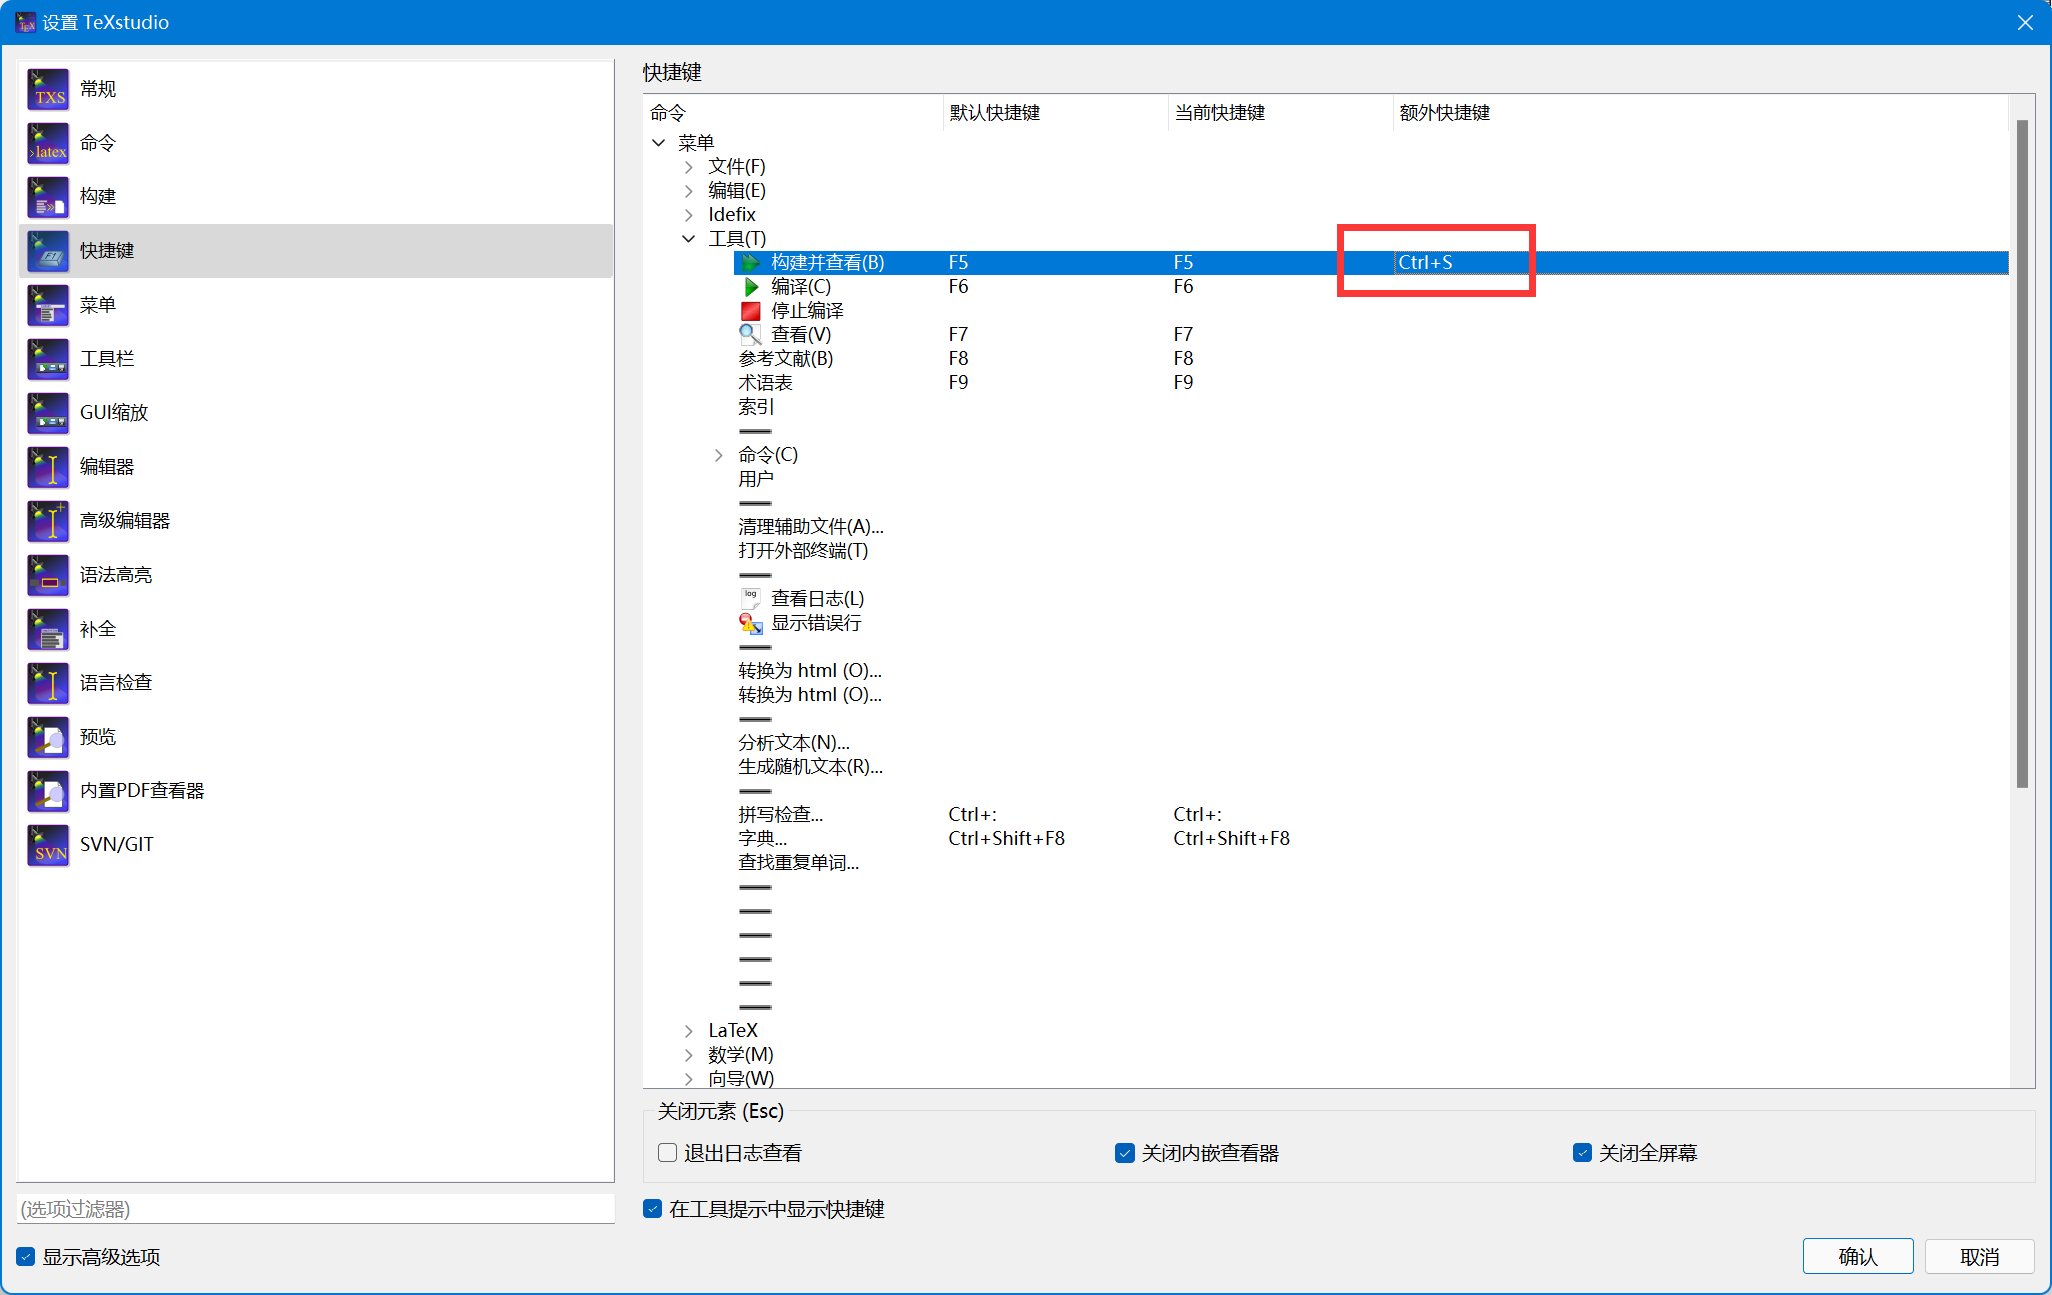 设置 TeXstudio
常规
命令
构建
快捷键
菜单
工具栏
GUI缩放
编辑器
高级编辑器
语法高亮
补全
语言检查
预览
内置PDF查看器
SVN/GIT
(选项过滤器)
显示高级选项
快捷键
命令 默认快捷键 当前快捷键 额外快捷键
菜单
文件(F)
编辑(E)
Idefix
工具(T)
构建并查看(B) F5 F5 Ctrl+S
编译(C) F6 F6
停止编译
查看(V) F7 F7
参考文献(B) F8 F8
术语表 F9 F9
索引
命令(C)
用户
清理辅助文件(A)...
打开外部终端(T)
查看日志(L)
显示错误行
转换为 html (O)...
转换为 html (O)...
分析文本(N)...
生成随机文本(R)...
拼写检查... Ctrl+: Ctrl+:
字典... Ctrl+Shift+F8 Ctrl+Shift+F8
查找重复单词...
LaTeX
数学(M)
向导(W)
关闭元素 (Esc)
退出日志查看 关闭内嵌查看器 关闭全屏幕
在工具提示中显示快捷键
确认 取消